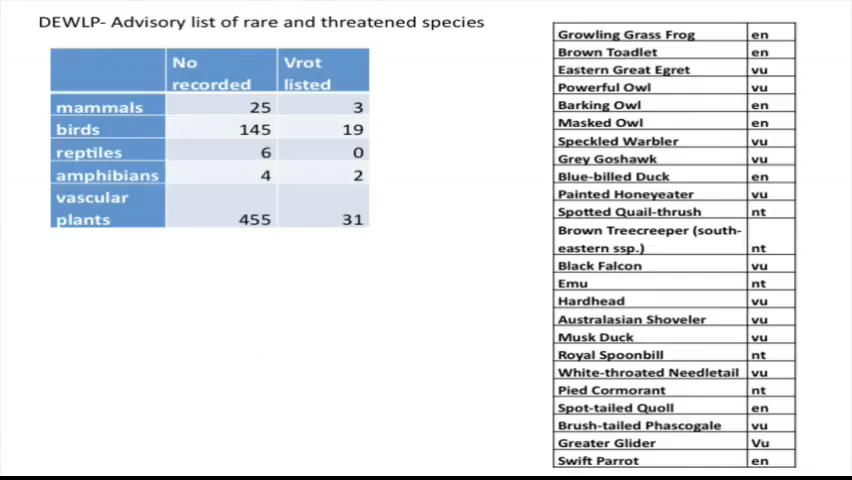 DEWLP- Advisory list of rare and threatened species
No recorded Vrot listed
mammals 25 3
birds 145 19
reptiles 6 0
amphibians 4 2
vascular plants 455 31
Growling Grass Frog en
Brown Toadlet en
Eastern Great Egret vu
Powerful Owl vu
Barking Owl en
Masked Owl en
Speckled Warbler vu
Grey Goshawk vu
Blue-billed Duck en
Painted Honeyeater vu
Spotted Quail-thrush nt
Brown Treecreeper (south-
eastern ssp.) nt
Black Falcon vu
Emu nt
Hardhead vu
Australasian Shoveler vu
Musk Duck vu
Royal Spoonbill nt
White-throated Needletail vu
Pied Cormorant nt
Spot-tailed Quoll en
Brush-tailed Phascogale vu
Greater Glider Vu
Swift Parrot en